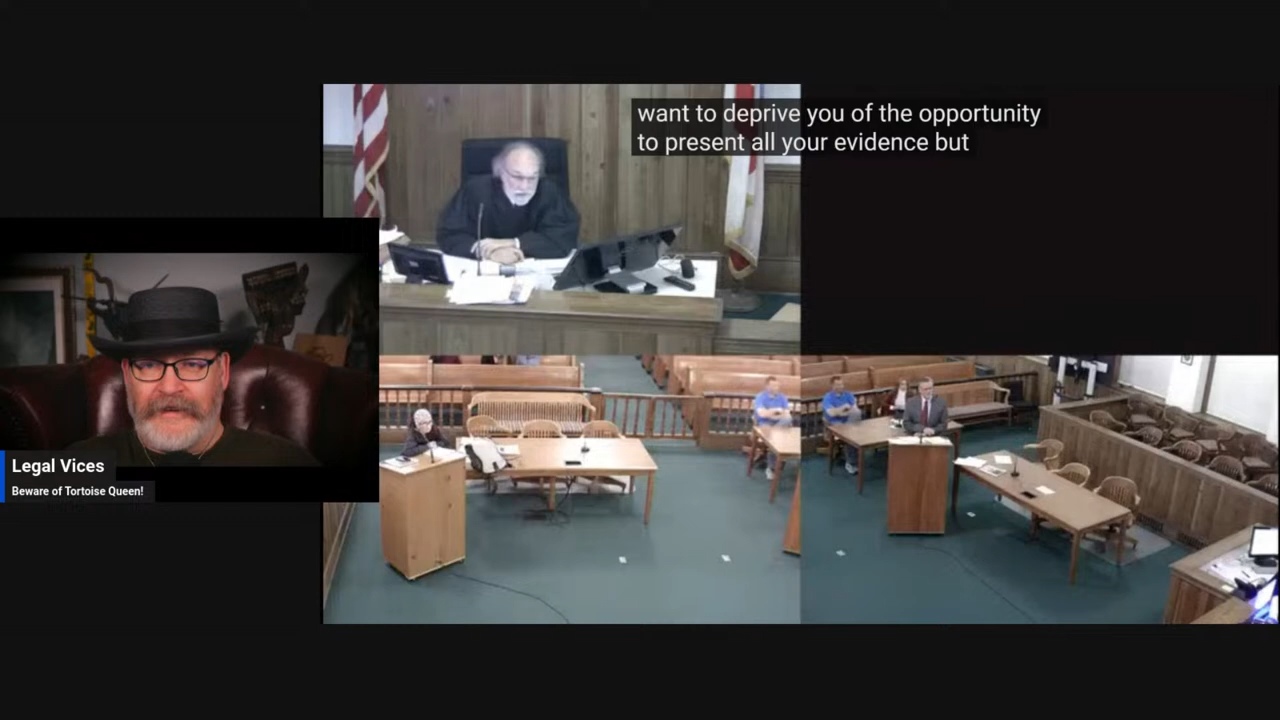 want to deprive you of the opportunity
to present all your evidence but
Legal Vices
Beware of Tortoise Queen!